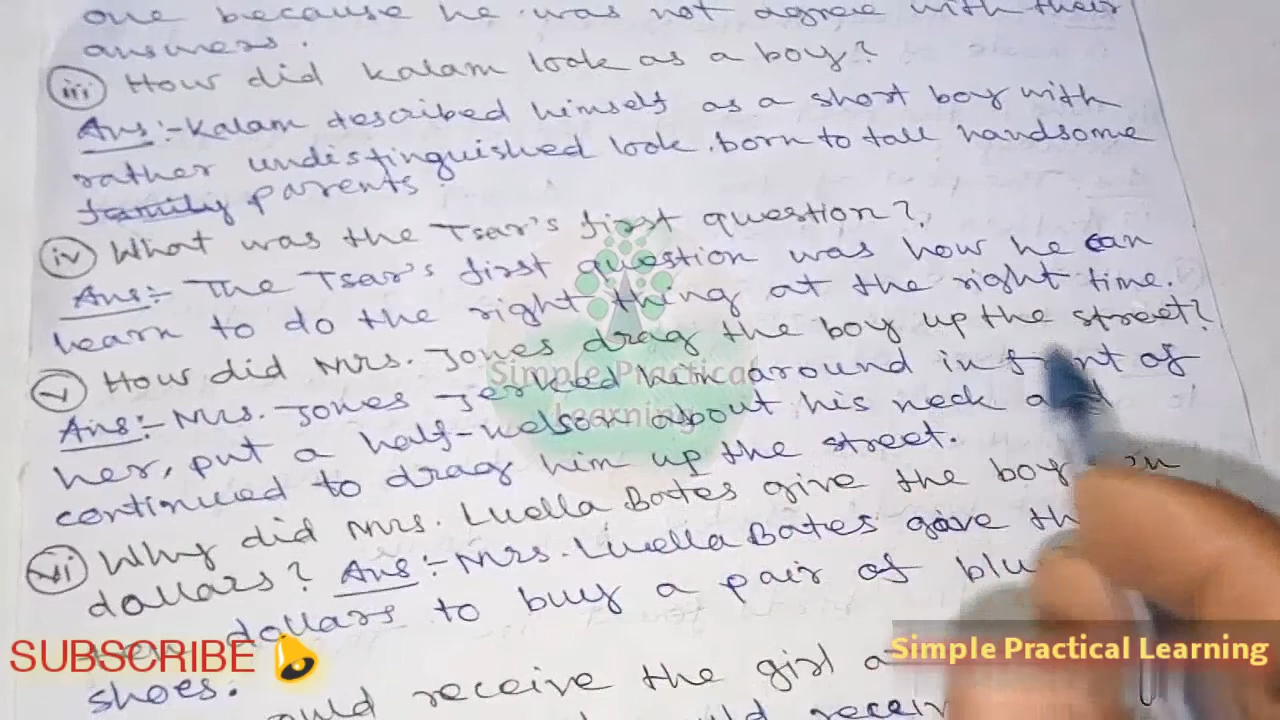 one because he was not agree with their
answers.
iii How did Kalam look as a boy?
Ans:- Kalam described himself as a short boy with
rather undistinguished look. born to tall handsome
family parents.
iv What was the Tsar's first question?
Ans:- The Tsar's first question was how he can
learn to do the right thing at the right time.
v How did Mrs. Jones drag the boy up the street?
Ans:- Mrs. Jones Jerked him around in front of
her, put a half-nelson about his neck and
continued to drag him up the street.
vi Why did Mrs. Luella Bates give the boy
dollars? Ans:- Mrs. Luella Bates gave
dollars to buy a pair of
shoes.
receive the girl
Simple Practical
Learning
SUBSCRIBE
Simple Practical Learning